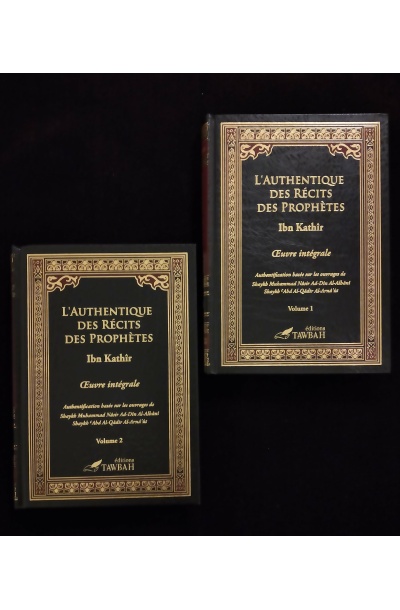 L'AUTHENTIQUE
DES RÉCITS
DES PROPHÈTES
Ibn Kathîr
Œuvre intégrale
Authentification basée sur les ouvrages de
Shaykh Muhammad Nâsir Ad-Dîn Al-Albânî
Shaykh ʿAbd Al-Qâdir Al-Arnâ'ût
Volume 1
éditions
TAWBAH
L'AUTHENTIQUE
DES RÉCITS
DES PROPHÈTES
Ibn Kathîr
Œuvre intégrale
Authentification basée sur les ouvrages de
Shaykh Muhammad Nâsir Ad-Dîn Al-Albânî
Shaykh ʿAbd Al-Qâdir Al-Arnâ'ût
Volume 2
éditions
TAWBAH